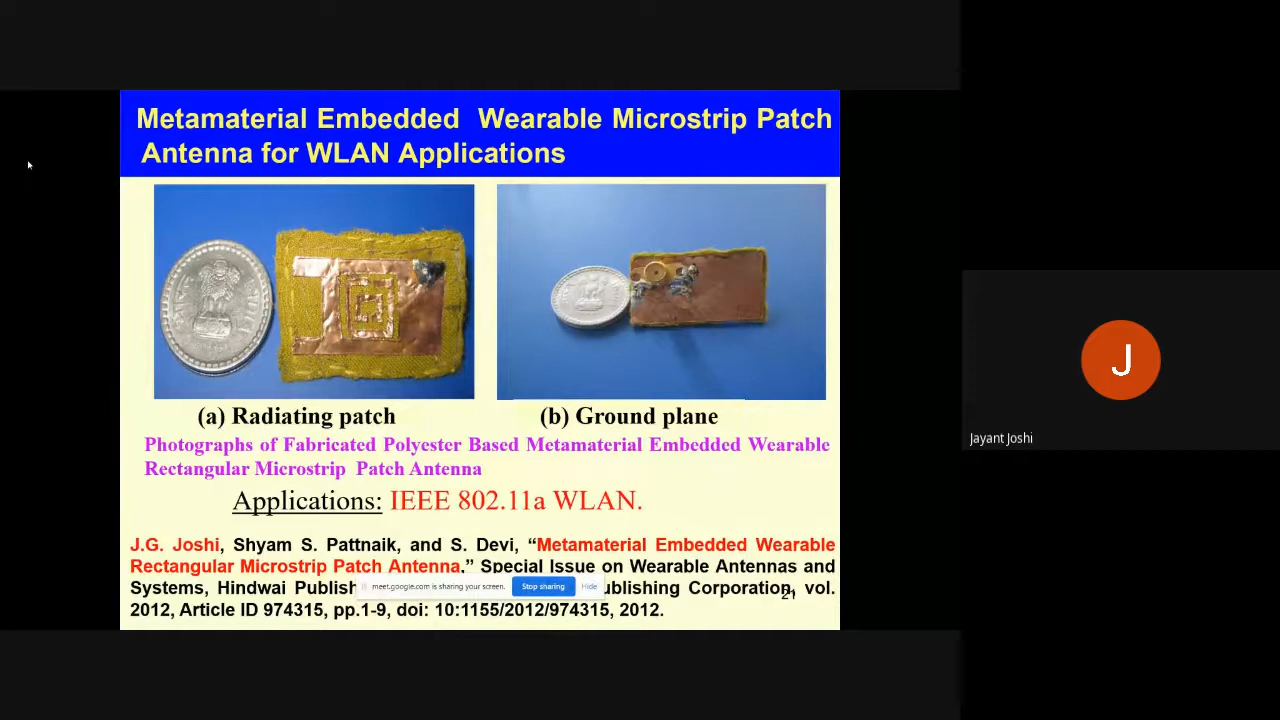 Metamaterial Embedded Wearable Microstrip Patch
Antenna for WLAN Applications
(a) Radiating patch
(b) Ground plane
Photographs of Fabricated Polyester Based Metamaterial Embedded Wearable
Rectangular Microstrip Patch Antenna
Applications: IEEE 802.11a WLAN.
J.G. Joshi, Shyam S. Pattnaik, and S. Devi, “Metamaterial Embedded Wearable
Rectangular Microstrip Patch Antenna,” Special Issue on Wearable Antennas and
Systems, Hindwai Publish ublishing Corporation, vol.
2012, Article ID 974315, pp.1-9, doi: 10:1155/2012/974315, 2012.
meet.google.com is sharing your screen. Stop sharing Hide
J
Jayant Joshi